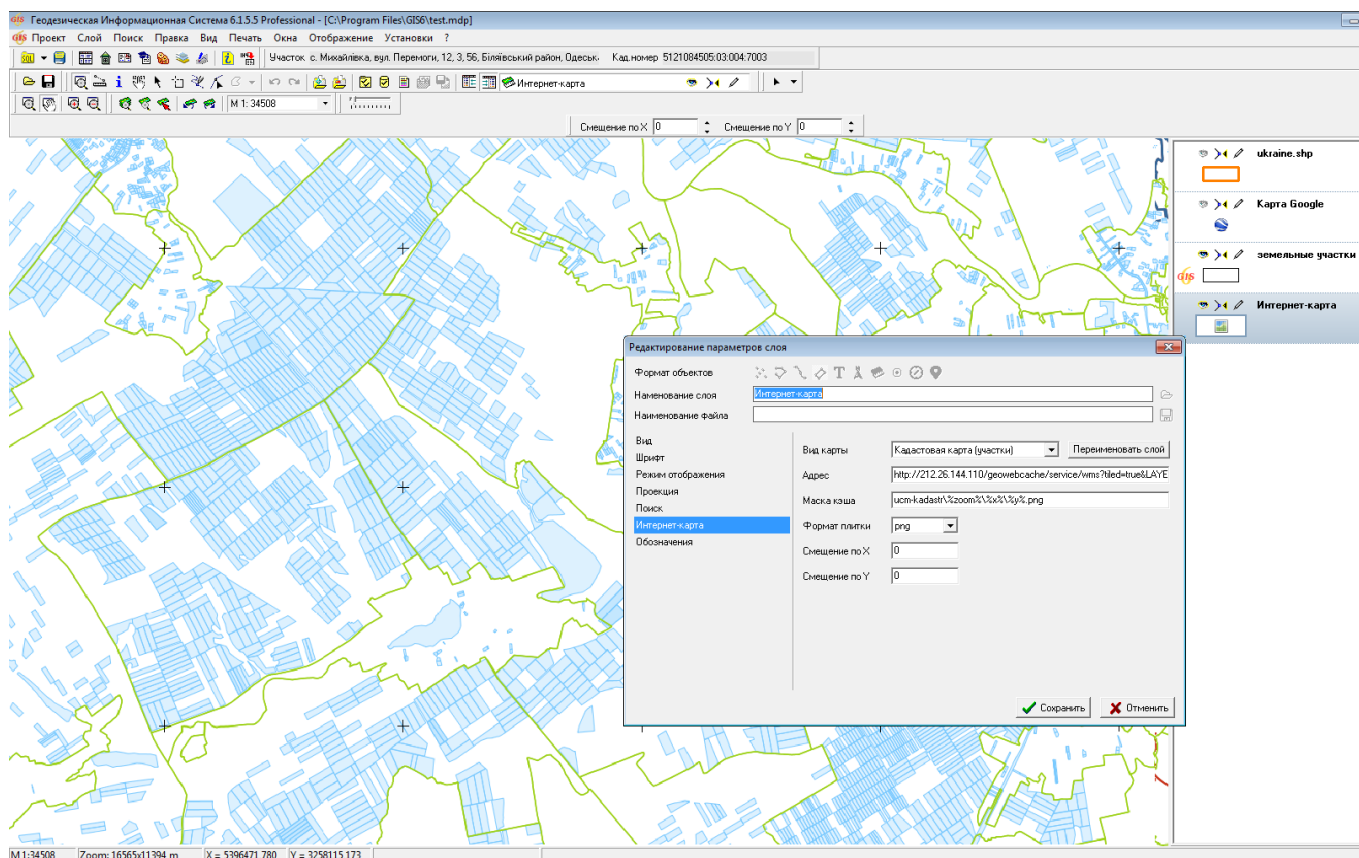 GIS Геодезическая Информационная Система 6.1.5.5 Professional - [C:\Program Files\GIS6\test.mdp]
GIS Проект Слой Поиск Правка Вид Печать Окна Отображение Установки ?
SQL Участок с. Михайлівка, вул. Перемоги, 12, 3, 56, Біляївський район, Одеськ. Кад.номер 5121084505:03:004:7003
Интернет-карта
М 1: 34508
Смещение по X 0 Смещение по Y 0
ukraine.shp
Карта Google
земельные участки
GIS
Интернет-карта
Редактирование параметров слоя
Формат объектов
Наменование слоя Интернет-карта
Наименование файла
Вид
Шрифт
Режим отображения
Проекция
Поиск
Интернет-карта
Обозначения
Вид карты Кадастовая карта (участки) Переименовать слой
Адрес http://212.26.144.110/geowebcache/service/wms?tiled=true&LAYE
Маска кэша ucm-kadastr\%zoom%\%x%\%y%.png
Формат плитки png
Смещение по X 0
Смещение по Y 0
Сохранить Отменить
М 1:34508 Zoom: 16565x11394 m X = 5396471.780 Y = 3258115.173